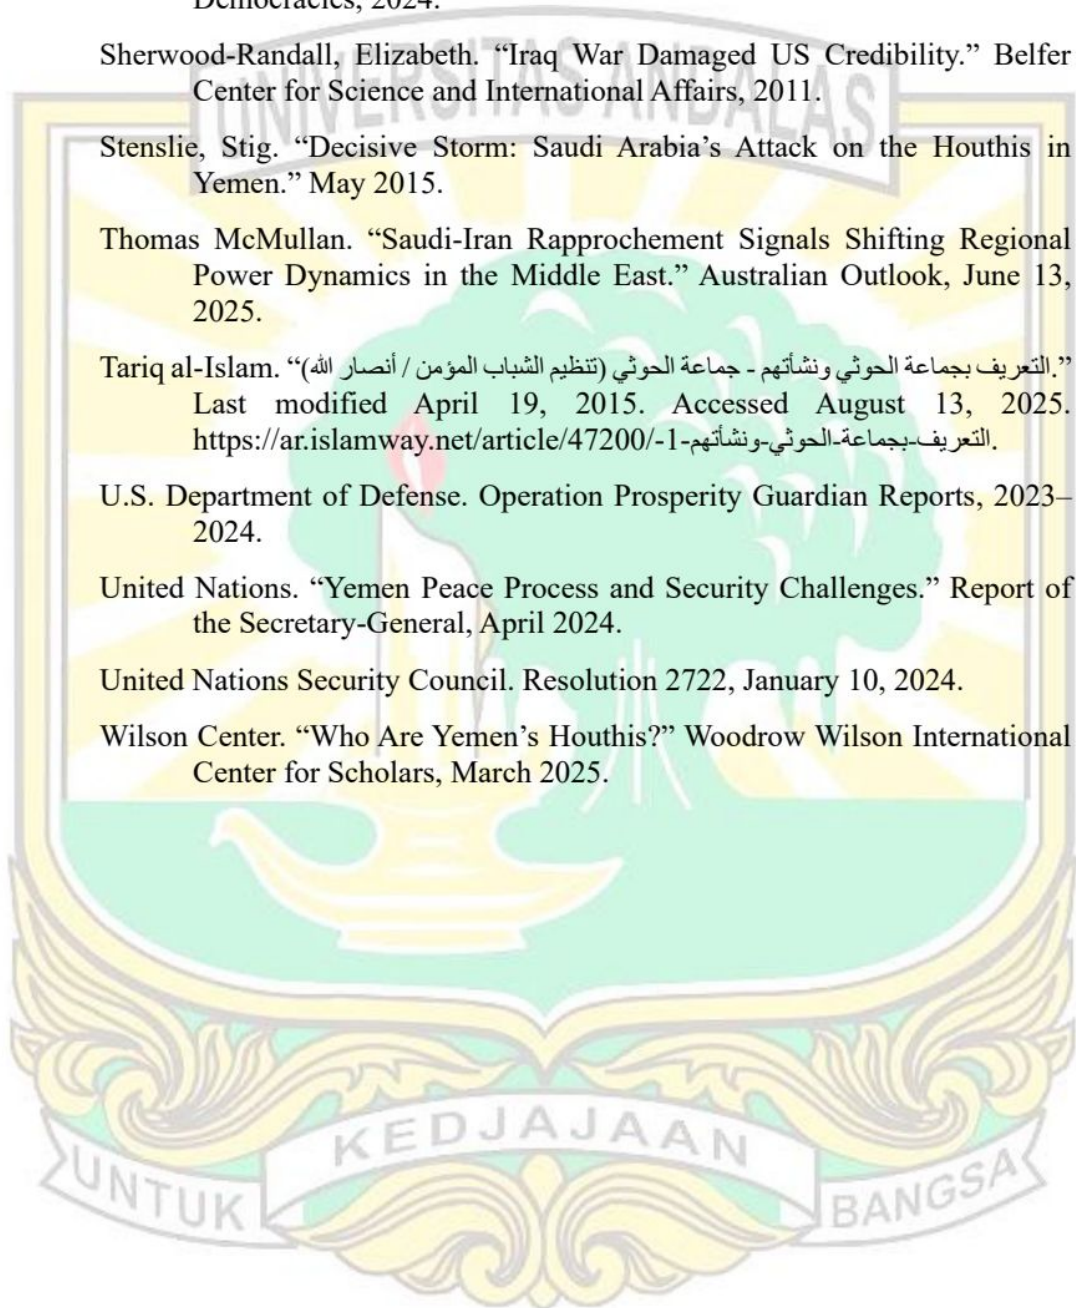 Democracies, 2024.
Sherwood-Randall, Elizabeth. “Iraq War Damaged US Credibility.” Belfer
Center for Science and International Affairs, 2011.
Stenslie, Stig. “Decisive Storm: Saudi Arabia’s Attack on the Houthis in
Yemen.” May 2015.
Thomas McMullan. “Saudi-Iran Rapprochement Signals Shifting Regional
Power Dynamics in the Middle East.” Australian Outlook, June 13,
2025.
Tariq al-Islam. “التعريف بجماعة الحوثي ونشأتهم - جماعة الحوثي (تنظيم الشباب المؤمن / أنصار الله).”
Last modified April 19, 2015. Accessed August 13, 2025.
https://ar.islamway.net/article/47200/-1-التعريف-بجماعة-الحوثي-ونشأتهم.
U.S. Department of Defense. Operation Prosperity Guardian Reports, 2023–
2024.
United Nations. “Yemen Peace Process and Security Challenges.” Report of
the Secretary-General, April 2024.
United Nations Security Council. Resolution 2722, January 10, 2024.
Wilson Center. “Who Are Yemen’s Houthis?” Woodrow Wilson International
Center for Scholars, March 2025.
UNIVERSITAS ANDALAS
UNTUK KEDJAJAAN BANGSA